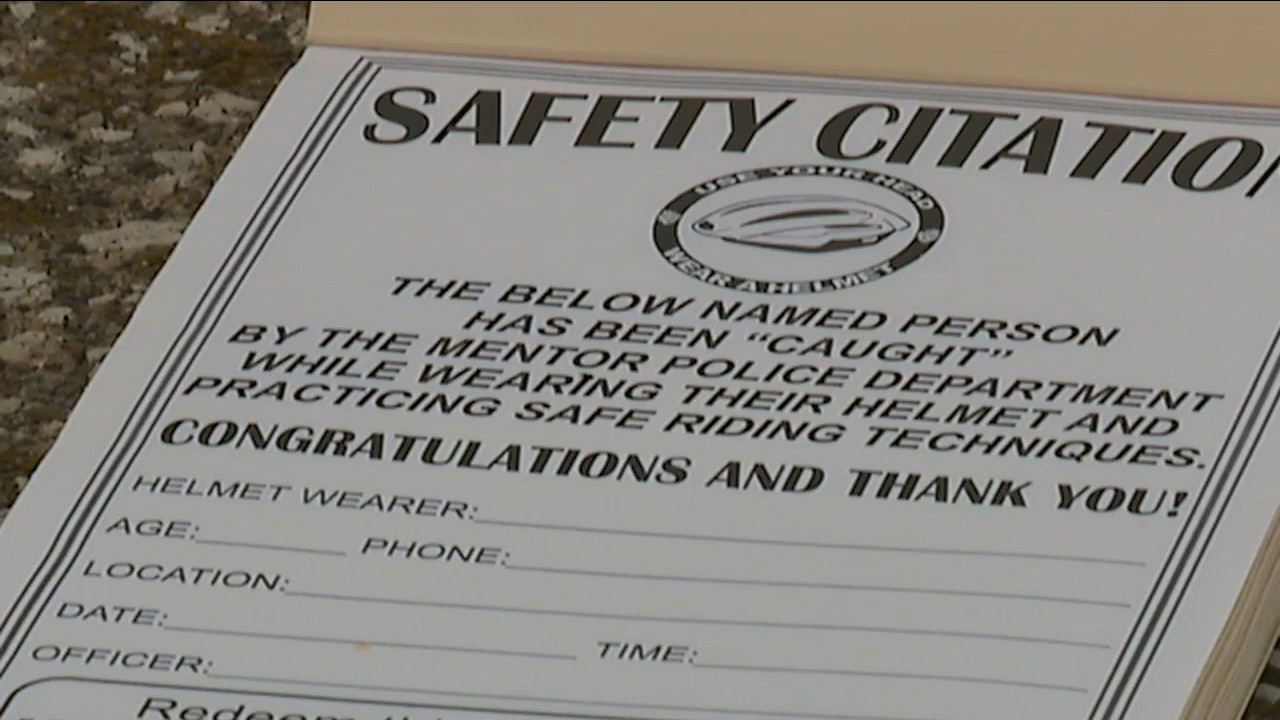 SAFETY CITATION
USE YOUR HEAD
WEAR A HELMET
THE BELOW NAMED PERSON
HAS BEEN “CAUGHT”
BY THE MENTOR POLICE DEPARTMENT
WHILE WEARING THEIR HELMET AND
PRACTICING SAFE RIDING TECHNIQUES.
CONGRATULATIONS AND THANK YOU!
HELMET WEARER:
AGE: PHONE:
LOCATION:
DATE: TIME:
OFFICER:
Redeem